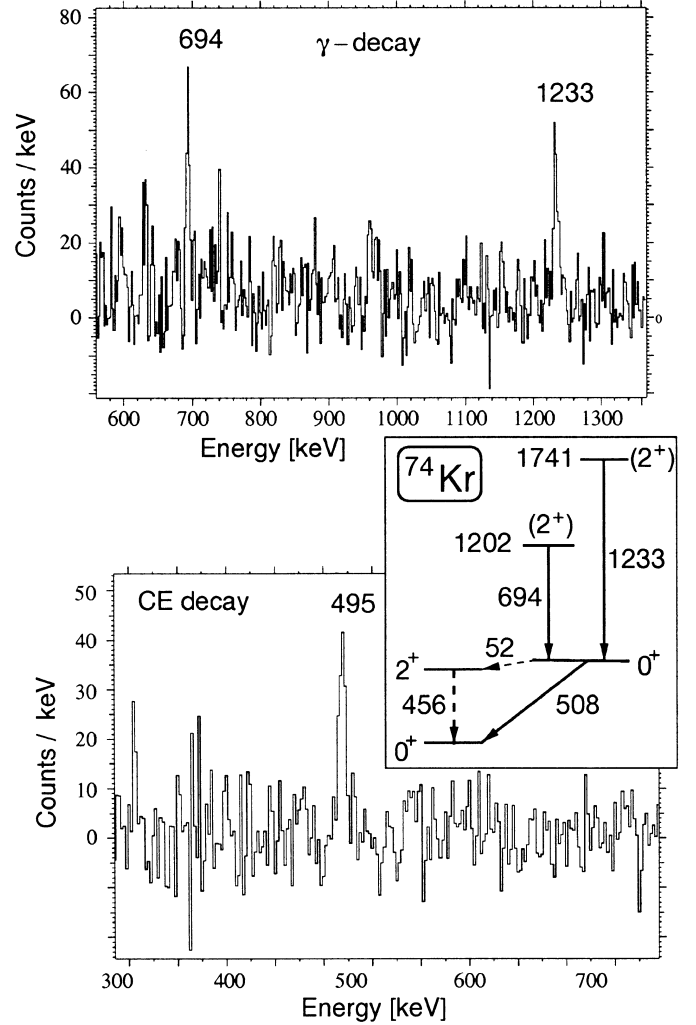 80
694
γ – decay
1233
60
Counts / keV
40
20
0
0
600 700 800 900 1000 1100 1200 1300
Energy [keV]
⁷⁴Kr
1741 (2⁺)
(2⁺)
1202
1233
694
52
2⁺
0⁺
456
508
0⁺
50
CE decay 495
40
30
Counts / keV
20
10
0
300 400 500 600 700
Energy [keV]